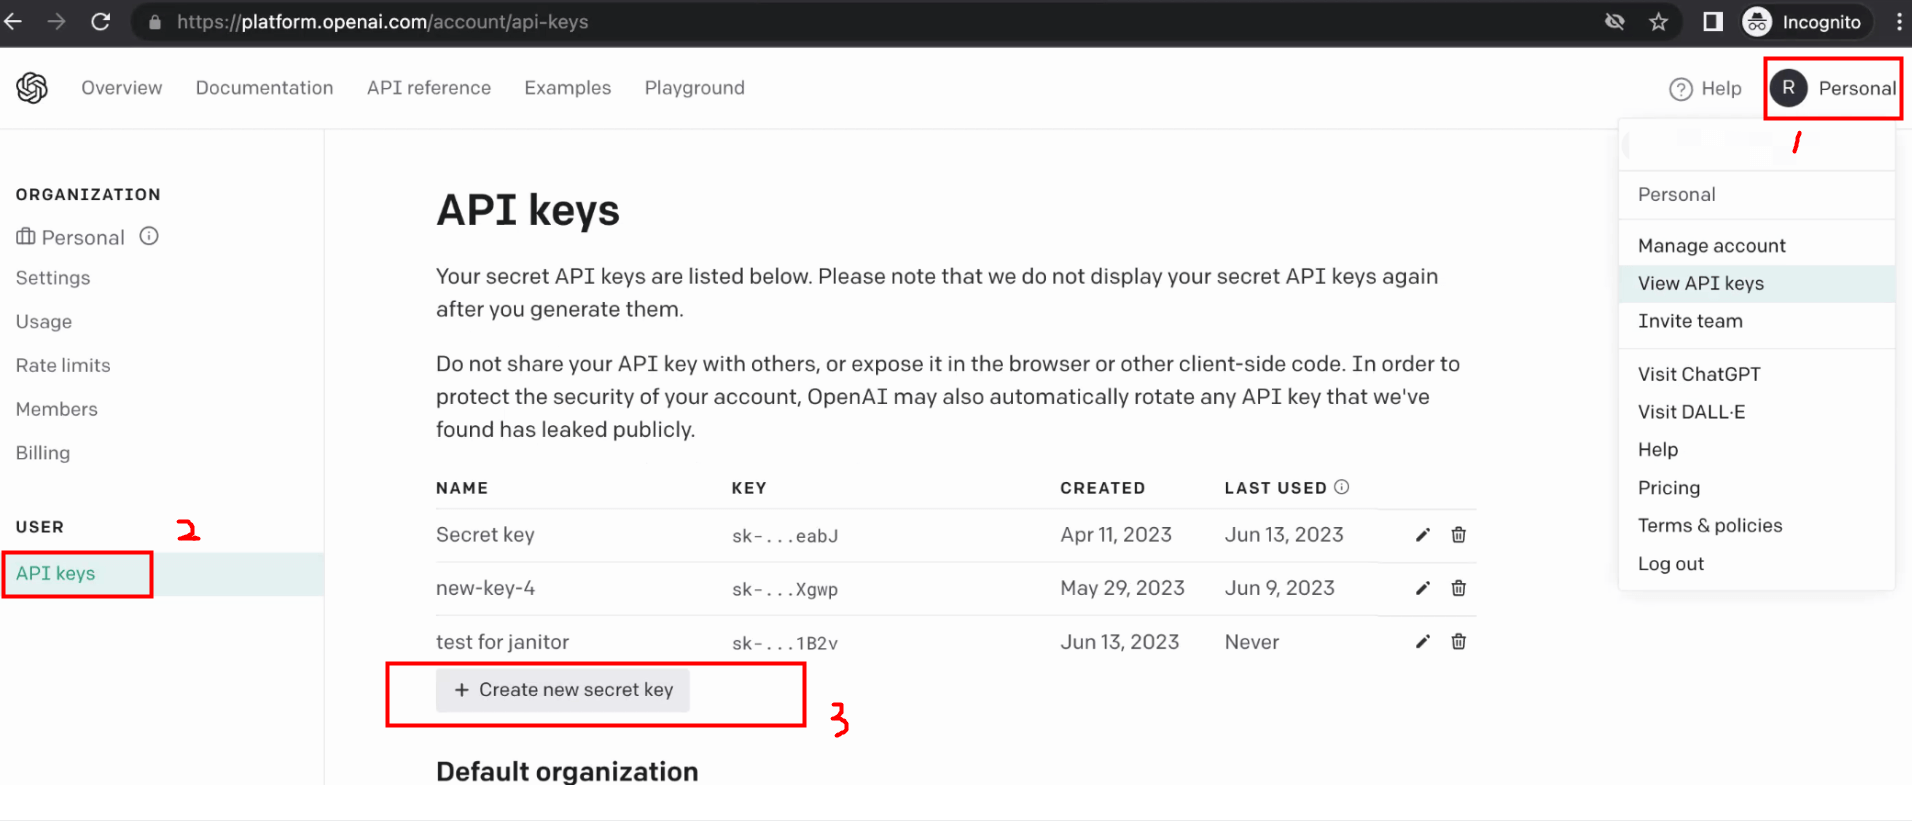 https://platform.openai.com/account/api-keys
Incognito
Overview Documentation API reference Examples Playground
? Help R Personal
1
ORGANIZATION
Personal
Settings
Usage
Rate limits
Members
Billing
USER
2
API keys
API keys
Your secret API keys are listed below. Please note that we do not display your secret API keys again
after you generate them.
Do not share your API key with others, or expose it in the browser or other client-side code. In order to
protect the security of your account, OpenAI may also automatically rotate any API key that we've
found has leaked publicly.
NAME KEY CREATED LAST USED
Secret key sk-...eabJ Apr 11, 2023 Jun 13, 2023
new-key-4 sk-...Xgwp May 29, 2023 Jun 9, 2023
test for janitor sk-...1B2v Jun 13, 2023 Never
+ Create new secret key
3
Default organization
Personal
Manage account
View API keys
Invite team
Visit ChatGPT
Visit DALL·E
Help
Pricing
Terms & policies
Log out